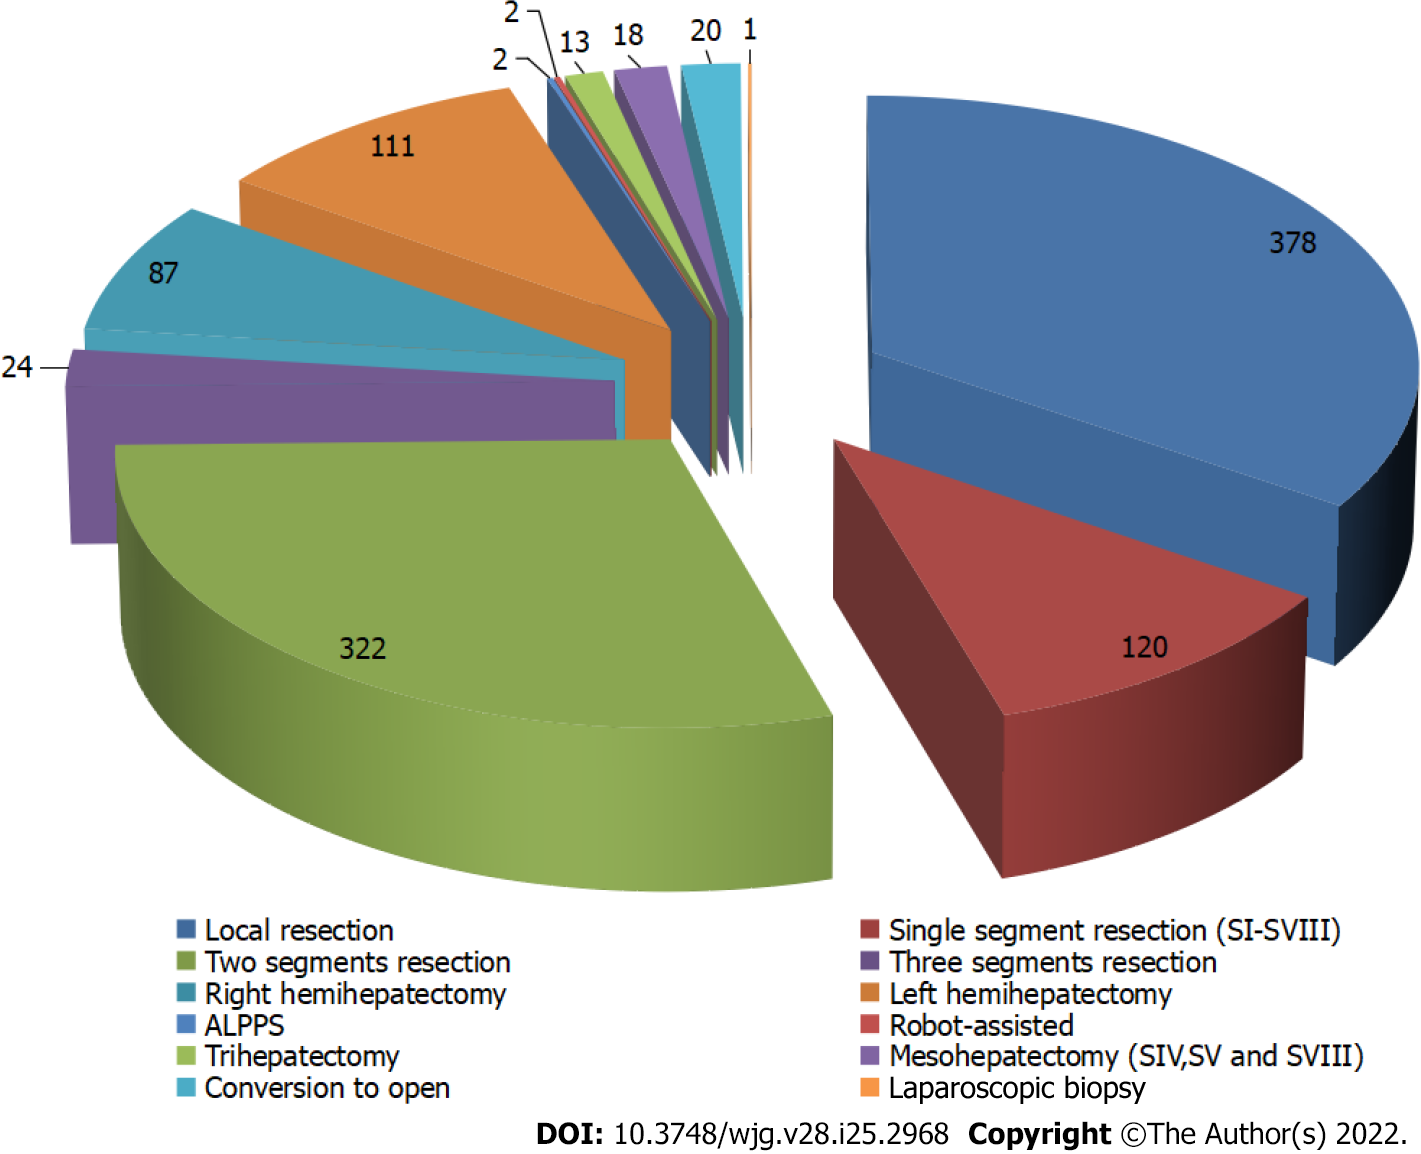 2
2
13
18
20
1
111
378
87
24
322
120
Local resection
Single segment resection (SI-SVIII)
Two segments resection
Three segments resection
Right hemihepatectomy
Left hemihepatectomy
ALPPS
Robot-assisted
Trihepatectomy
Mesohepatectomy (SIV,SV and SVIII)
Conversion to open
Laparoscopic biopsy
DOI: 10.3748/wjg.v28.i25.2968 Copyright ©The Author(s) 2022.